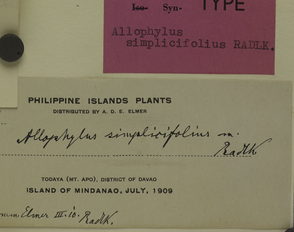 Iso- Syn- TYPE
Allophylus
simplicifolius RADLK.
PHILIPPINE ISLANDS PLANTS
DISTRIBUTED BY A. D. E. ELMER
Allophylus simplicifolius m.
Radlk
TODAYA (MT. APO), DISTRICT OF DAVAO
ISLAND OF MINDANAO, JULY, 1909
Elmer III. 10. Radlk.